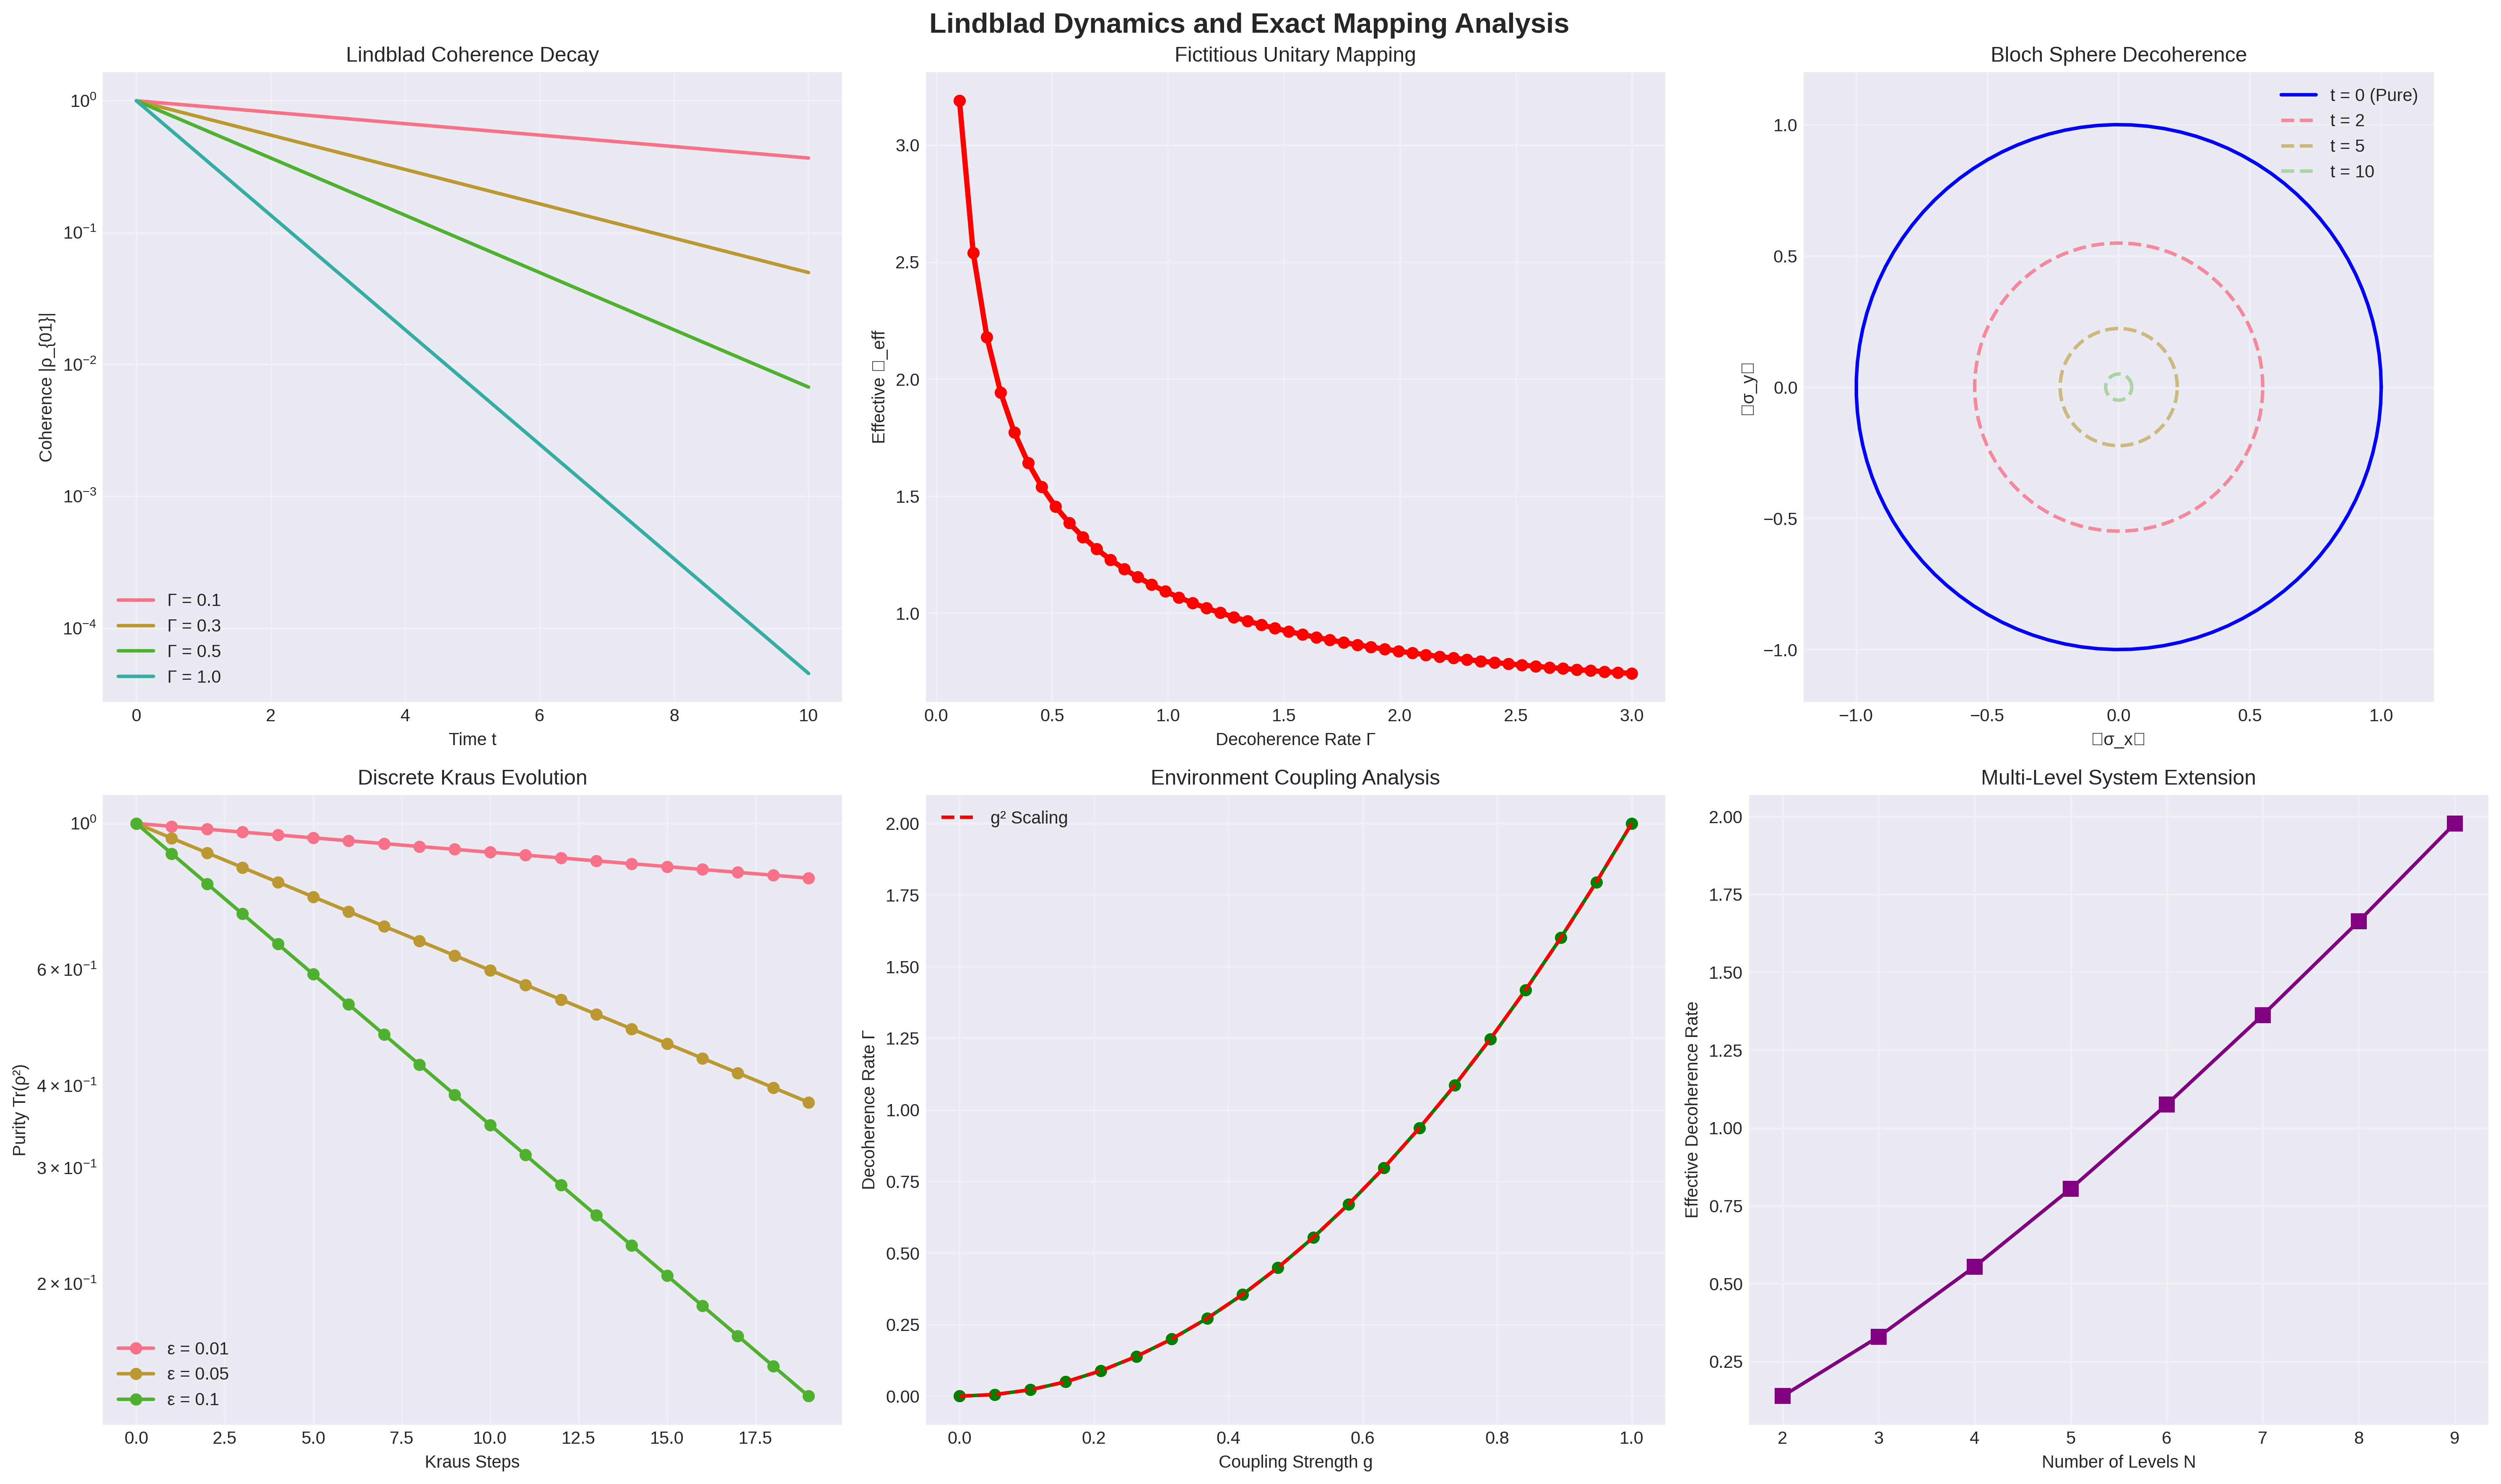 Lindblad Dynamics and Exact Mapping Analysis
Lindblad Coherence Decay
10⁰
10⁻¹
10⁻²
10⁻³
10⁻⁴
Coherence |ρ_{01}|
Γ = 0.1
Γ = 0.3
Γ = 0.5
Γ = 1.0
0 2 4 6 8 10
Time t
Fictitious Unitary Mapping
3.0
2.5
2.0
1.5
1.0
Effective □_eff
0.0 0.5 1.0 1.5 2.0 2.5 3.0
Decoherence Rate Γ
Bloch Sphere Decoherence
t = 0 (Pure)
t = 2
t = 5
t = 10
1.0
0.5
0.0
−0.5
−1.0
□σ_y□
−1.0 −0.5 0.0 0.5 1.0
□σ_x□
Discrete Kraus Evolution
10⁰
6 × 10⁻¹
4 × 10⁻¹
3 × 10⁻¹
2 × 10⁻¹
Purity Tr(ρ²)
ε = 0.01
ε = 0.05
ε = 0.1
0.0 2.5 5.0 7.5 10.0 12.5 15.0 17.5
Kraus Steps
Environment Coupling Analysis
g² Scaling
2.00
1.75
1.50
1.25
1.00
0.75
0.50
0.25
0.00
Decoherence Rate Γ
0.0 0.2 0.4 0.6 0.8 1.0
Coupling Strength g
Multi-Level System Extension
2.00
1.75
1.50
1.25
1.00
0.75
0.50
0.25
Effective Decoherence Rate
2 3 4 5 6 7 8 9
Number of Levels N